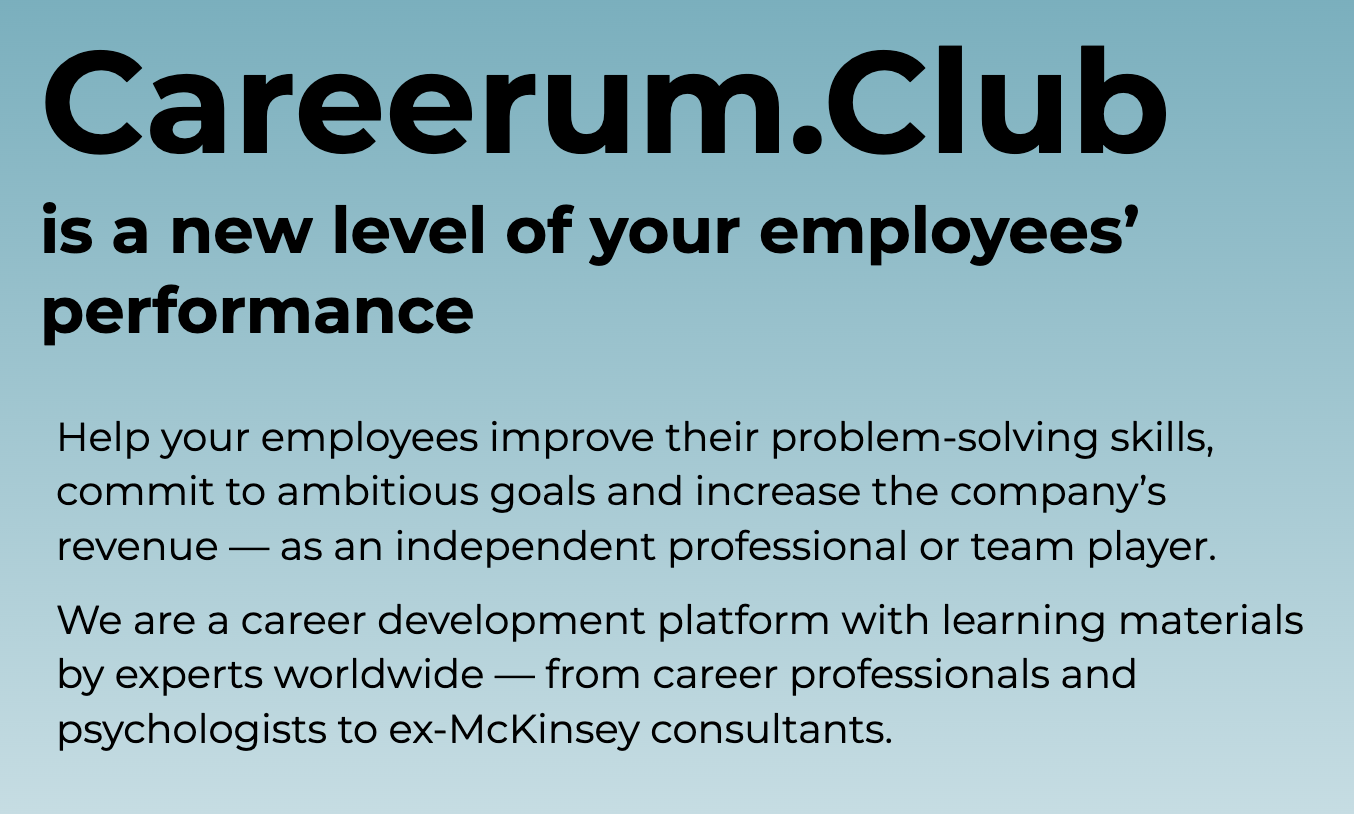 Careerum.Club
is a new level of your employees’
performance
Help your employees improve their problem-solving skills,
commit to ambitious goals and increase the company’s
revenue — as an independent professional or team player.
We are a career development platform with learning materials
by experts worldwide — from career professionals and
psychologists to ex-McKinsey consultants.